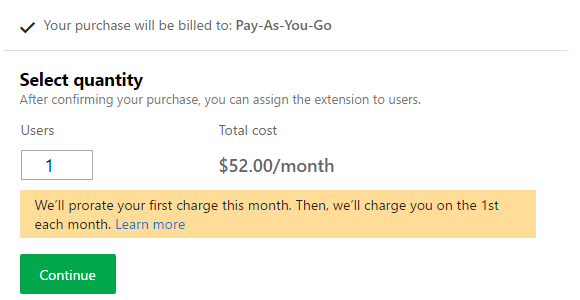 Your purchase will be billed to: Pay-As-You-Go
Select quantity
After confirming your purchase, you can assign the extension to users.
Users Total cost
1 $52.00/month
We'll prorate your first charge this month. Then, we'll charge you on the 1st
each month. Learn more
Continue